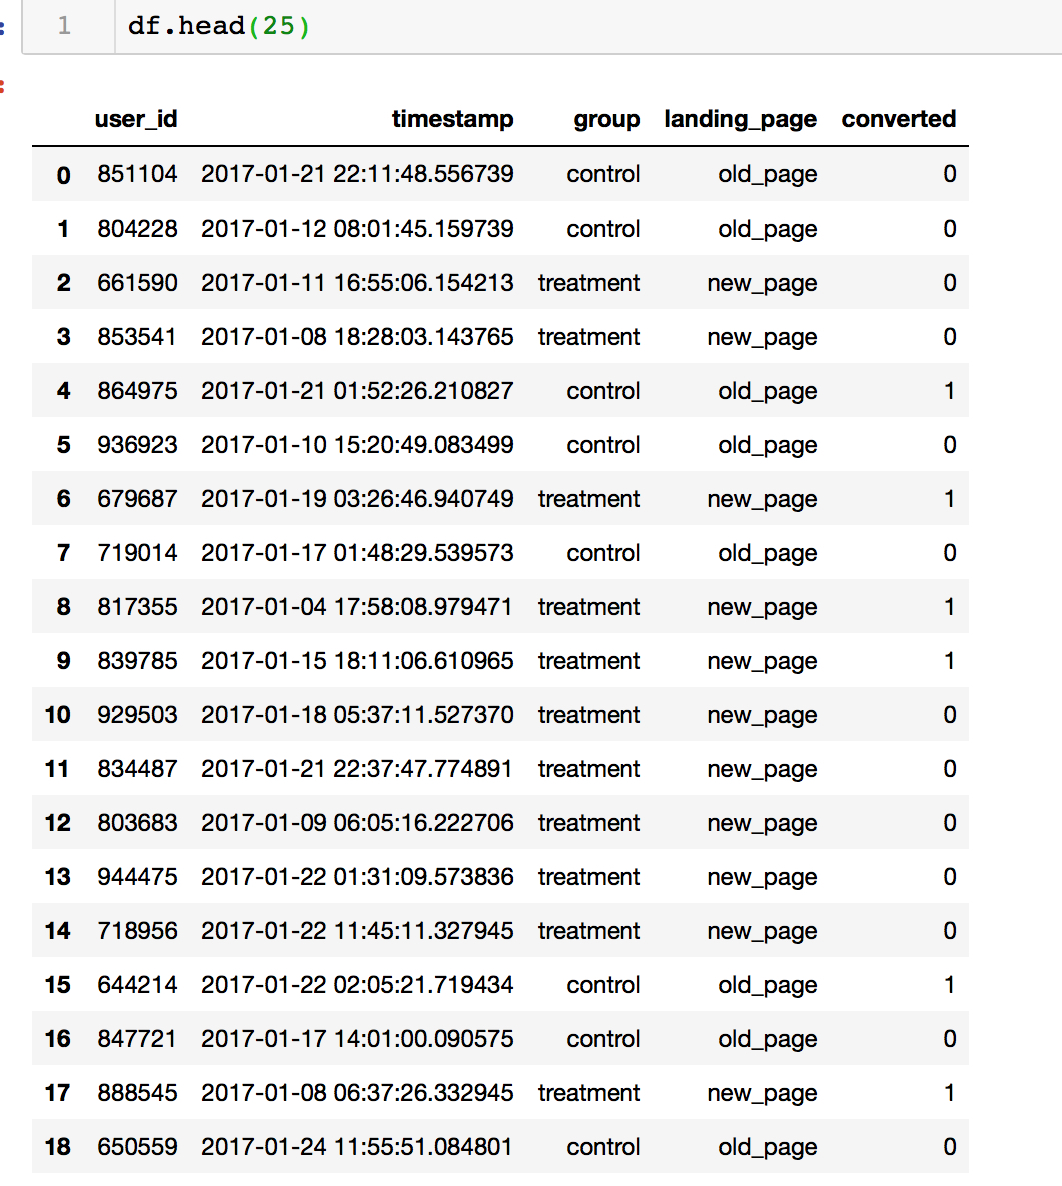 1 df.head(25)
user_id timestamp group landing_page converted
0 851104 2017-01-21 22:11:48.556739 control old_page 0
1 804228 2017-01-12 08:01:45.159739 control old_page 0
2 661590 2017-01-11 16:55:06.154213 treatment new_page 0
3 853541 2017-01-08 18:28:03.143765 treatment new_page 0
4 864975 2017-01-21 01:52:26.210827 control old_page 1
5 936923 2017-01-10 15:20:49.083499 control old_page 0
6 679687 2017-01-19 03:26:46.940749 treatment new_page 1
7 719014 2017-01-17 01:48:29.539573 control old_page 0
8 817355 2017-01-04 17:58:08.979471 treatment new_page 1
9 839785 2017-01-15 18:11:06.610965 treatment new_page 1
10 929503 2017-01-18 05:37:11.527370 treatment new_page 0
11 834487 2017-01-21 22:37:47.774891 treatment new_page 0
12 803683 2017-01-09 06:05:16.222706 treatment new_page 0
13 944475 2017-01-22 01:31:09.573836 treatment new_page 0
14 718956 2017-01-22 11:45:11.327945 treatment new_page 0
15 644214 2017-01-22 02:05:21.719434 control old_page 1
16 847721 2017-01-17 14:01:00.090575 control old_page 0
17 888545 2017-01-08 06:37:26.332945 treatment new_page 1
18 650559 2017-01-24 11:55:51.084801 control old_page 0